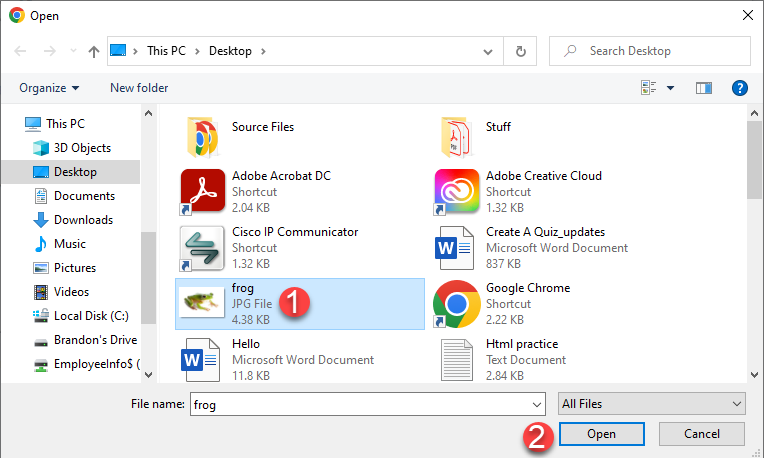 Open
This PC > Desktop >
Search Desktop
Organize
New folder
?
This PC
3D Objects
Desktop
Documents
Downloads
Music
Pictures
Videos
Local Disk (C:)
Brandon's Drive
EmployeeInfo$ (
Source Files
Stuff
Adobe Acrobat DC
Shortcut
2.04 KB
Adobe Creative Cloud
Shortcut
1.32 KB
Cisco IP Communicator
Shortcut
1.32 KB
Create A Quiz_updates
Microsoft Word Document
837 KB
frog
JPG File
4.38 KB
1
Google Chrome
Shortcut
2.22 KB
Hello
Microsoft Word Document
11.8 KB
Html practice
Text Document
2.84 KB
File name:
frog
All Files
2
Open
Cancel